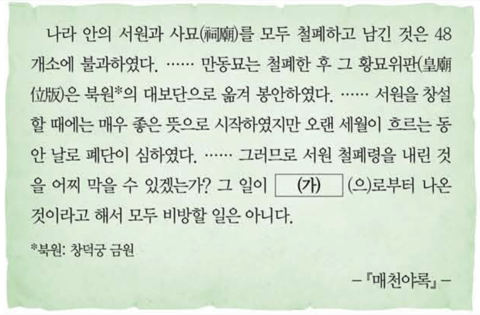 나라 안의 서원과 사묘(祠廟)를 모두 철폐하고 남긴 것은 48
개소에 불과하였다. …… 만동묘는 철폐한 후 그 황묘위판(皇廟
位版)은 북원*의 대보단으로 옮겨 봉안하였다. …… 서원을 창설
할 때에는 매우 좋은 뜻으로 시작하였지만 오랜 세월이 흐르는 동
안 날로 폐단이 심하였다. …… 그러므로 서원 철폐령을 내린 것
을 어찌 막을 수 있겠는가? 그 일이 (가) (으)로부터 나온
것이라고 해서 모두 비방할 일은 아니다.
*북원: 창덕궁 금원
– 『매천야록』 –